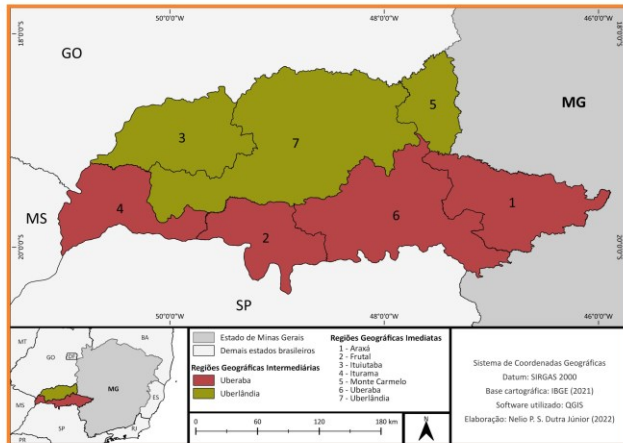 50°0'0"O
48°0'0"O
46°0'0"O
18°0'0"S
18°0'0"S
GO
MG
5
3
7
MS
4
1
6
2
20°0'0"S
20°0'0"S
SP
50°0'0"O
48°0'0"O
46°0'0"O
MT
BA
GO
DF
MG
ES
MS
SP
RJ
PR
Estado de Minas Gerais
Demais estados brasileiros
Regiões Geográficas Intermediárias
Uberaba
Uberlândia
Regiões Geográficas Imediatas
1 - Araxá
2 - Frutal
3 - Ituiutaba
4 - Iturama
5 - Monte Carmelo
6 - Uberaba
7 - Uberlândia
0 60 120 180 km
N
Sistema de Coordenadas Geográficas
Datum: SIRGAS 2000
Base cartográfica: IBGE (2021)
Software utilizado: QGIS
Elaboração: Nelio P. S. Dutra Júnior (2022)